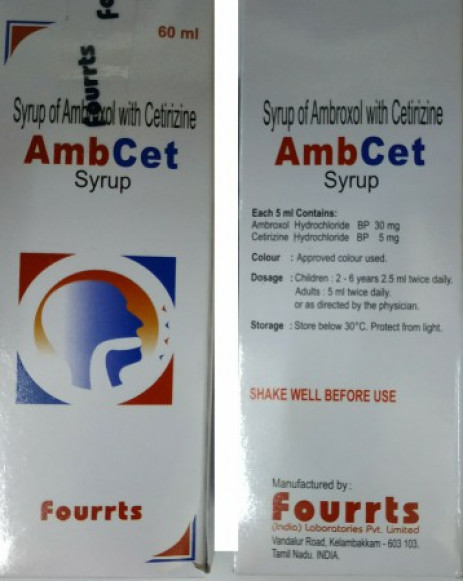 60 ml
Fourrts
Fo
Syrup of Ambroxol with Cetirizine
AmbCet
Syrup
Fourrts
Syrup of Ambroxol with Cetirizine
AmbCet
Syrup
Each 5 ml Contains:
Ambroxol Hydrochloride BP 30 mg
Cetirizine Hydrochloride BP 5 mg
Colour : Approved colour used.
Dosage : Children : 2 - 6 years 2.5 ml twice daily.
Adults : 5 ml twice daily.
or as directed by the physician.
Storage : Store below 30°C. Protect from light.
SHAKE WELL BEFORE USE
Manufactured by :
Fourrts
(India) Laboratories Pvt. Limited
Vandalur Road, Kelambakkam - 603 103.
Tamil Nadu. INDIA.